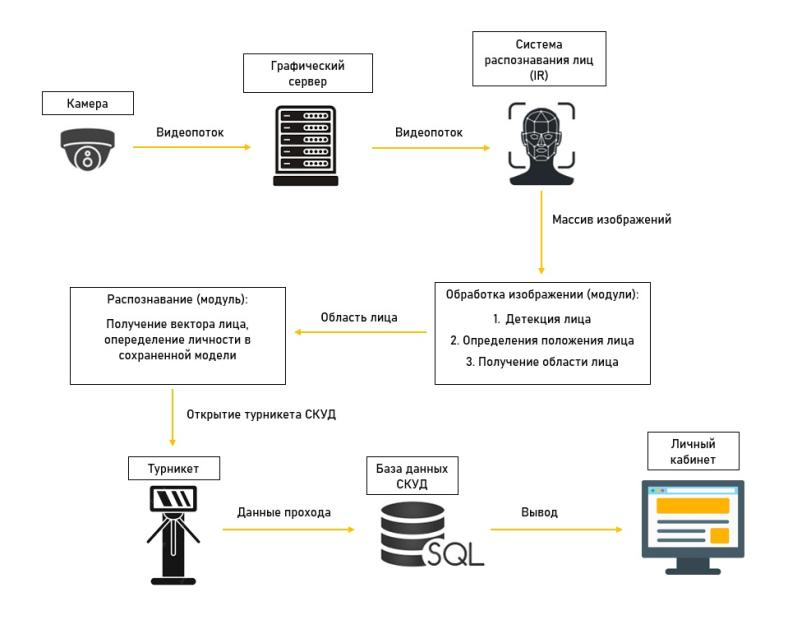 Камера
Видеопоток
Графический
сервер
Видеопоток
Система
распознавания лиц
(IR)
Массив изображений
Обработка изображении (модули):
1. Детекция лица
2. Определения положения лица
3. Получение области лица
Область лица
Распознавание (модуль):
Получение вектора лица,
опеределение личности в
сохраненной модели
Открытие турникета СКУД
Турникет
Данные прохода
База данных
СКУД
SQL
Вывод
Личный
кабинет